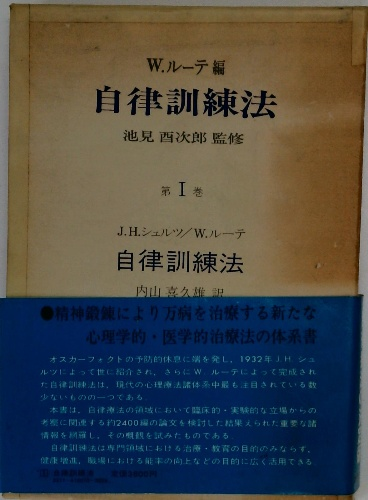 W.ルーテ編
自律訓練法
池見 酉次郎 監修
第 I 巻
J.H.シュルツ/W.ルーテ
自律訓練法
内山 喜久雄 訳
●精神鍛錬により万病を治療する新たな
心理学的・医学的治療法の体系書
オスカーフォクトの予防的休息に端を発し、1932年J.H.シュ
ルツによって世に紹介され、さらにW.ルーテによって完成され
た自律訓練法は、現代の心理療法諸体系中最も注目されている数
少ないものの一つである。
本書は、自律療法の領域において臨床的・実験的な立場からの
考察に関連する約2400編の論文を検討した結果えられた重要な諸
情報を網羅し、その概観を試みたものである。
自律訓練法は専門領域における治療・教育の目的のみならず、
健康増進、職場における能率の向上などの目的に広く活用できる。
① 自律訓練法 定価3800円